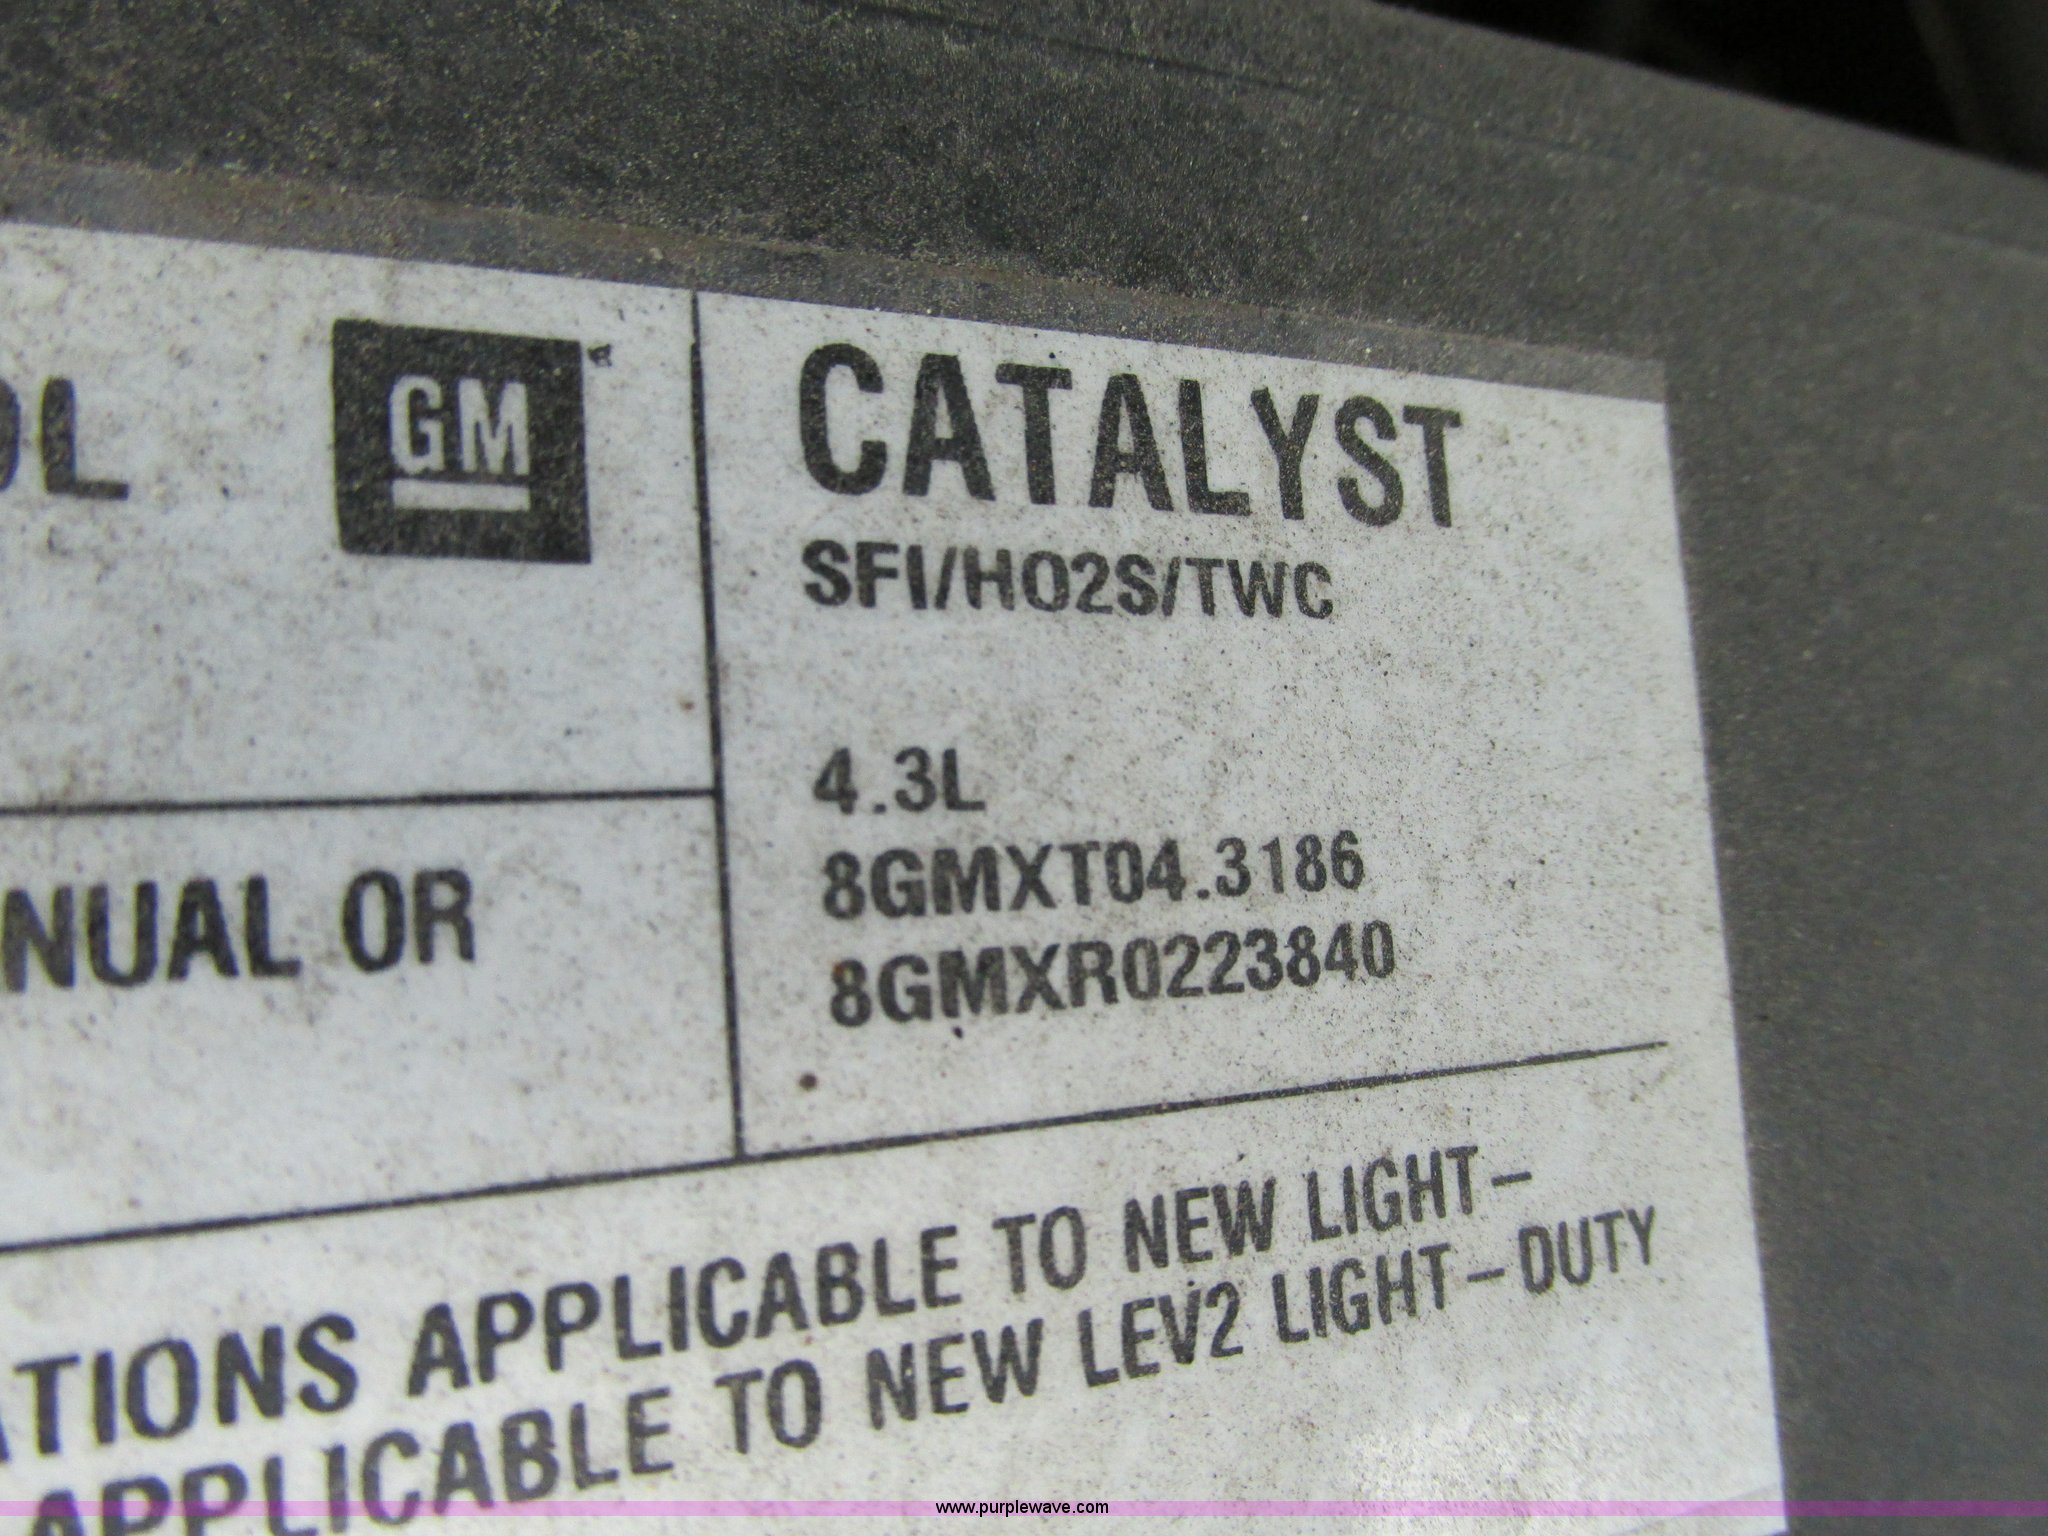 OL
GM
CATALYST
SFI/HO2S/TWC
4.3L
8GMXT04.3186
8GMXR0223840
NUAL OR
ATIONS APPLICABLE TO NEW LIGHT-
APPLICABLE TO NEW LEV2 LIGHT-DUTY
www.purplewave.com